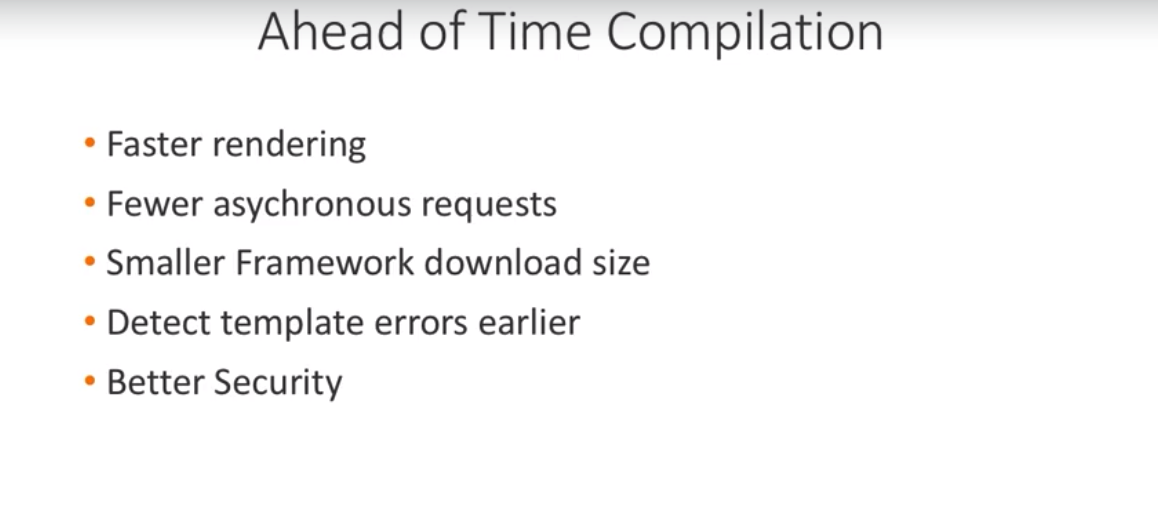 Ahead of Time Compilation
• Faster rendering
• Fewer asychronous requests
• Smaller Framework download size
• Detect template errors earlier
• Better Security